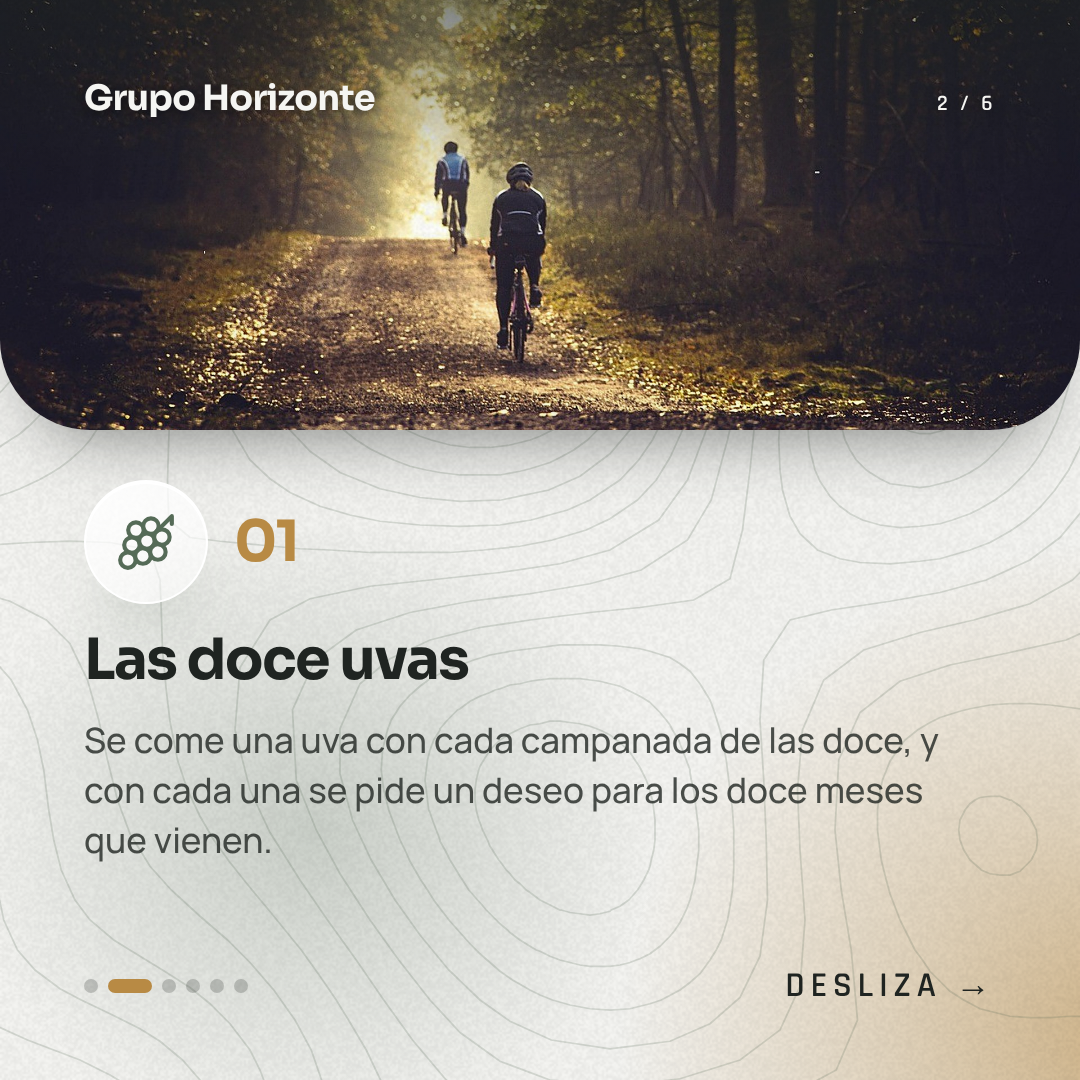 Grupo Horizonte
2 / 6
01
Las doce uvas
Se come una uva con cada campanada de las doce, y
con cada una se pide un deseo para los doce meses
que vienen.
DESLIZA →